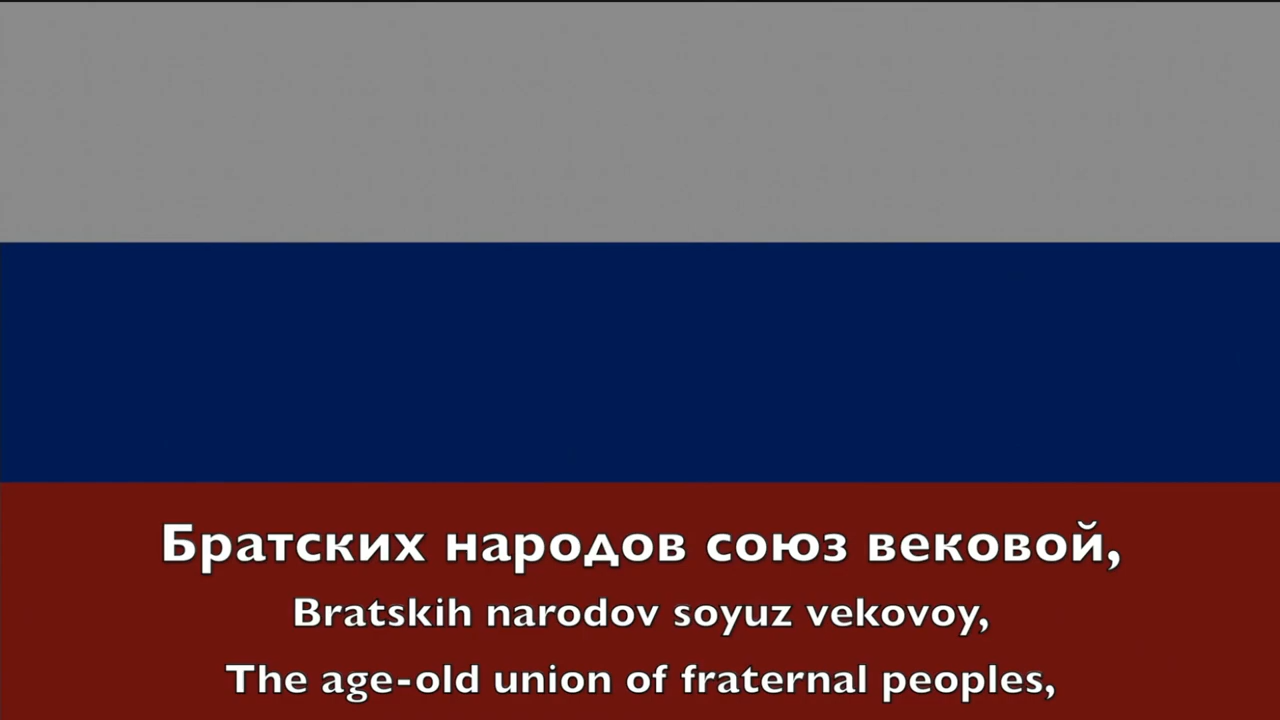 Братских народов союз вековой,
Bratskih narodov soyuz vekovoy,
The age-old union of fraternal peoples,